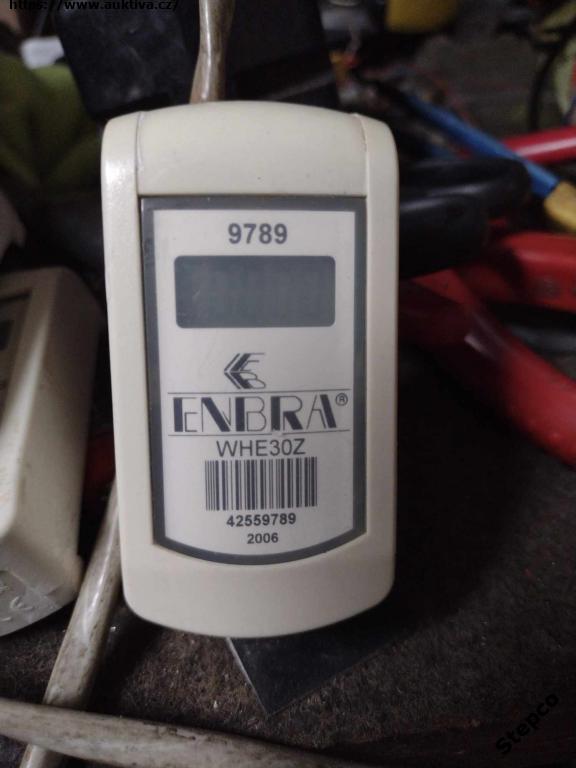 https://www.auktiva.cz/
9789
ENBRA®
WHE30Z
42559789
2006
Stepco